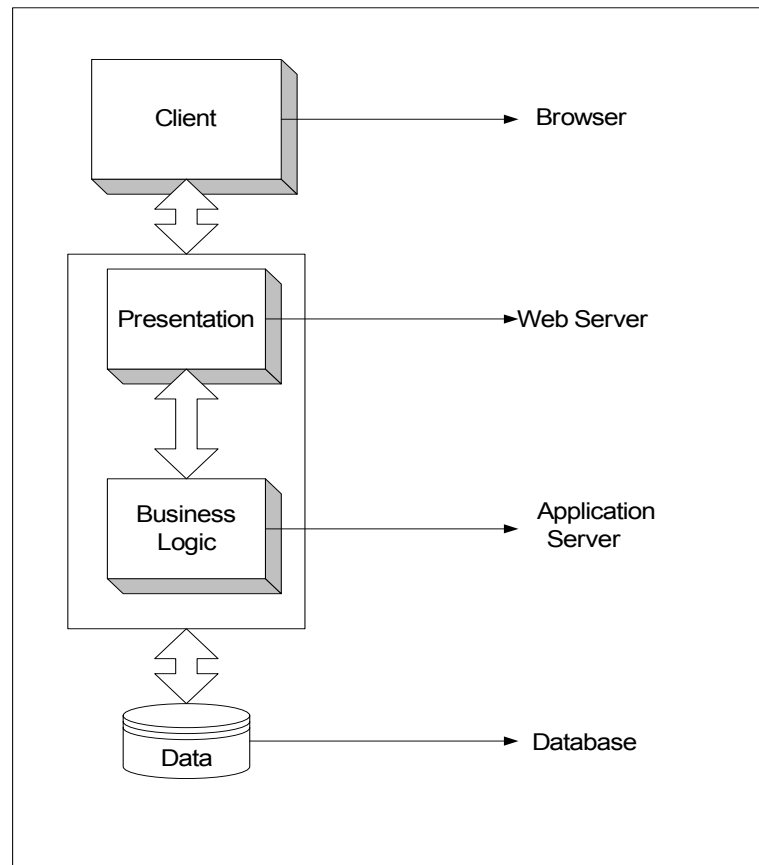 Client
Browser
Presentation
Web Server
Business
Logic
Application
Server
Data
Database